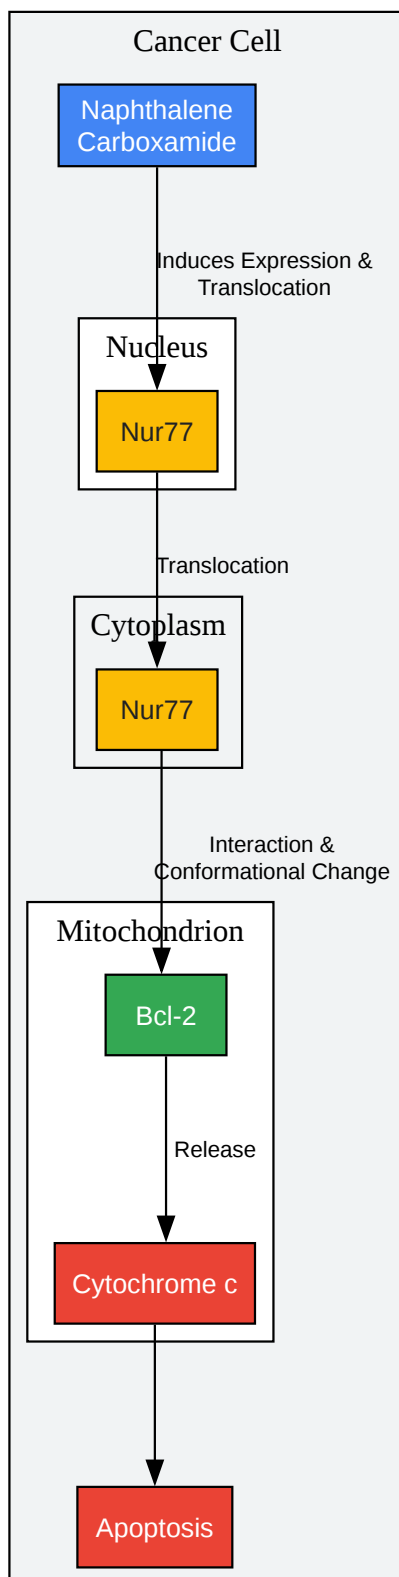 Cancer Cell
Naphthalene
Carboxamide
Induces Expression &
Translocation
Nucleus
Nur77
Translocation
Cytoplasm
Nur77
Interaction &
Conformational Change
Mitochondrion
Bcl-2
Release
Cytochrome c
Apoptosis